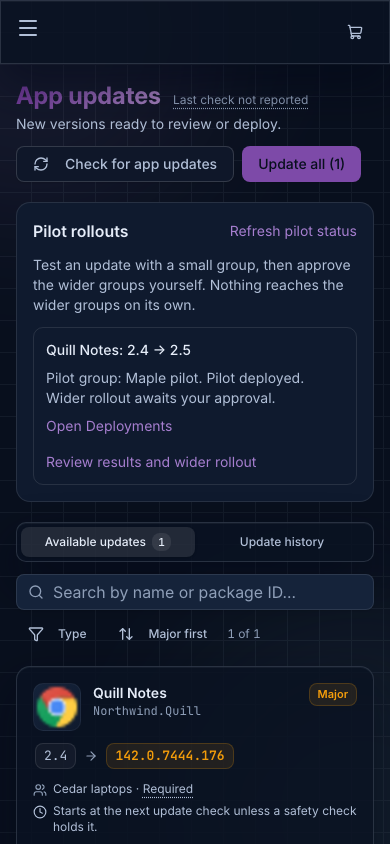 App updates Last check not reported
New versions ready to review or deploy.
Check for app updates Update all (1)
Pilot rollouts Refresh pilot status
Test an update with a small group, then approve
the wider groups yourself. Nothing reaches the
wider groups on its own.
Quill Notes: 2.4 → 2.5
Pilot group: Maple pilot. Pilot deployed.
Wider rollout awaits your approval.
Open Deployments
Review results and wider rollout
Available updates 1 Update history
Search by name or package ID...
Type Major first 1 of 1
Quill Notes Major
Northwind.Quill
2.4 → 142.0.7444.176
Cedar laptops · Required
Starts at the next update check unless a safety check
holds it.